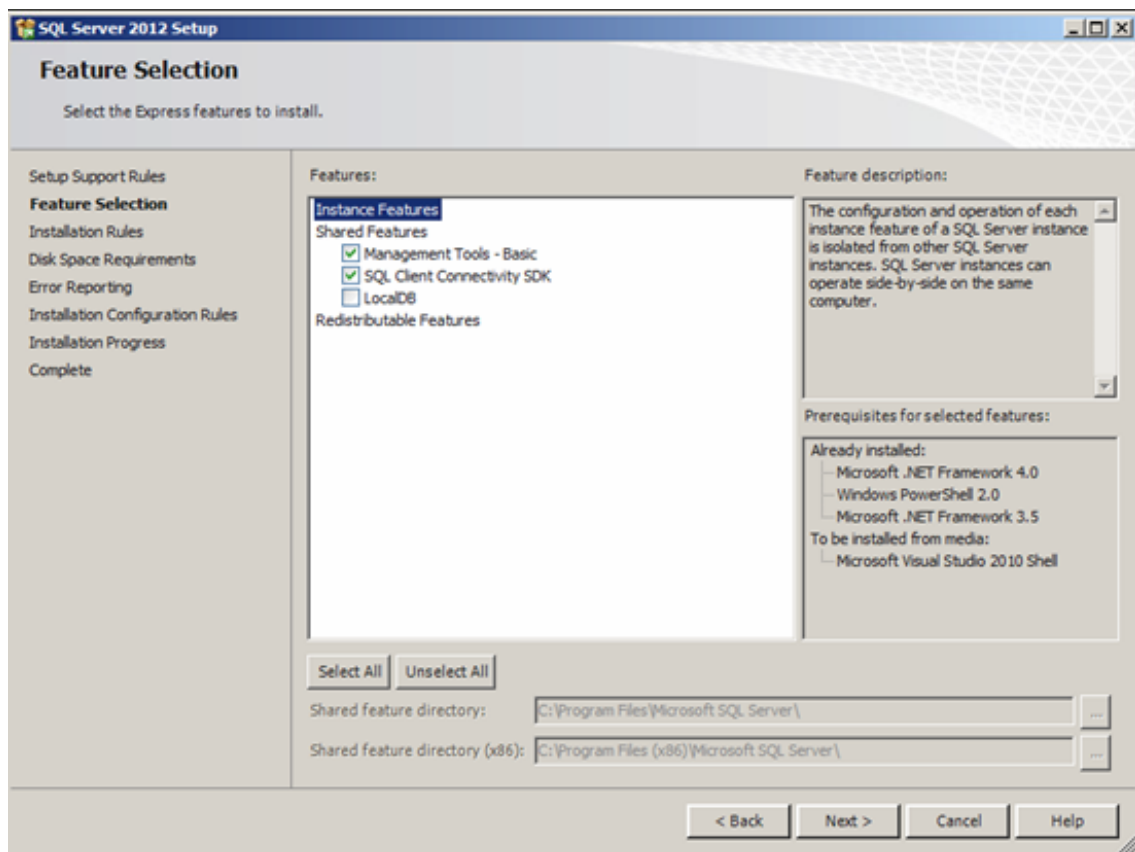 SQL Server 2012 Setup
Feature Selection
Select the Express features to install.
Setup Support Rules
Feature Selection
Installation Rules
Disk Space Requirements
Error Reporting
Installation Configuration Rules
Installation Progress
Complete
Features:
Instance Features
Shared Features
Management Tools - Basic
SQL Client Connectivity SDK
LocalDB
Redistributable Features
Feature description:
The configuration and operation of each
instance feature of a SQL Server instance
is isolated from other SQL Server
instances. SQL Server instances can
operate side-by-side on the same
computer.
Prerequisites for selected features:
Already installed:
Microsoft .NET Framework 4.0
Windows PowerShell 2.0
Microsoft .NET Framework 3.5
To be installed from media:
Microsoft Visual Studio 2010 Shell
Select All
Unselect All
Shared feature directory:
C:\Program Files\Microsoft SQL Server\
...
Shared feature directory (x86):
C:\Program Files (x86)\Microsoft SQL Server\
...
< Back
Next >
Cancel
Help